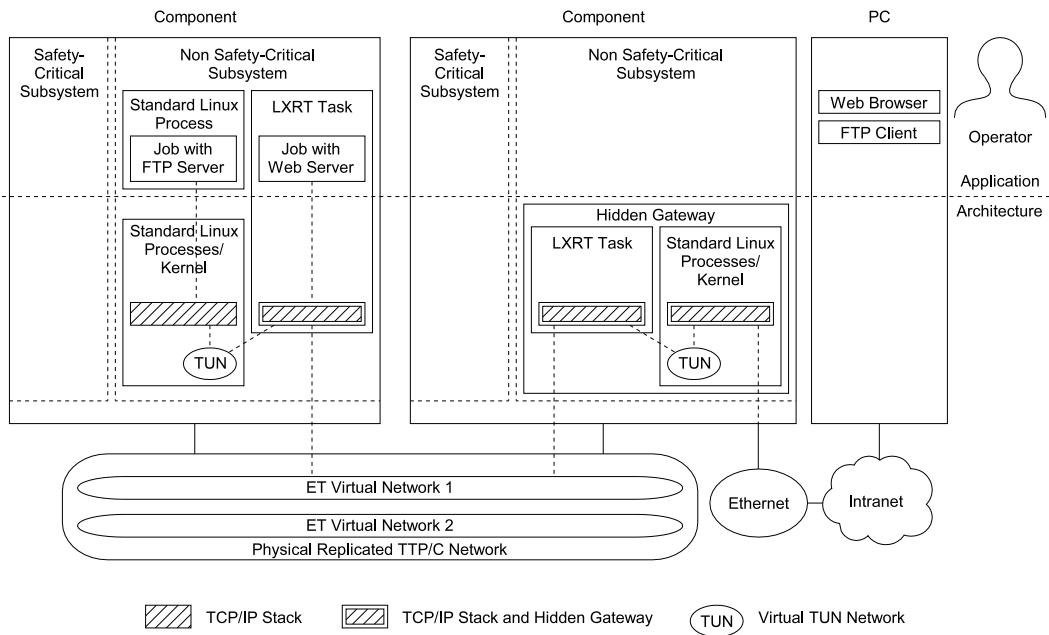 Component
Component
PC
Safety-
Critical
Subsystem
Non Safety-Critical
Subsystem
Standard Linux
Process
Job with
FTP Server
LXRT Task
Job with
Web Server
Standard Linux
Processes/
Kernel
TUN
Safety-
Critical
Subsystem
Non Safety-Critical
Subsystem
Hidden Gateway
LXRT Task
Standard Linux
Processes/
Kernel
TUN
Web Browser
FTP Client
Operator
Application
Architecture
ET Virtual Network 1
ET Virtual Network 2
Physical Replicated TTP/C Network
Ethernet
Intranet
TCP/IP Stack
TCP/IP Stack and Hidden Gateway
TUN
Virtual TUN Network